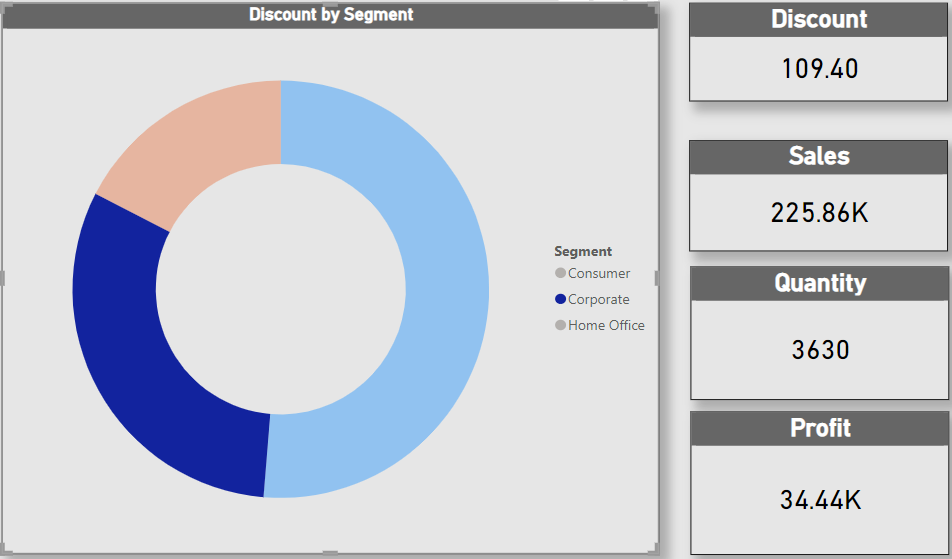 Discount by Segment
Segment
Consumer
Corporate
Home Office
Discount
109.40
Sales
225.86K
Quantity
3630
Profit
34.44K